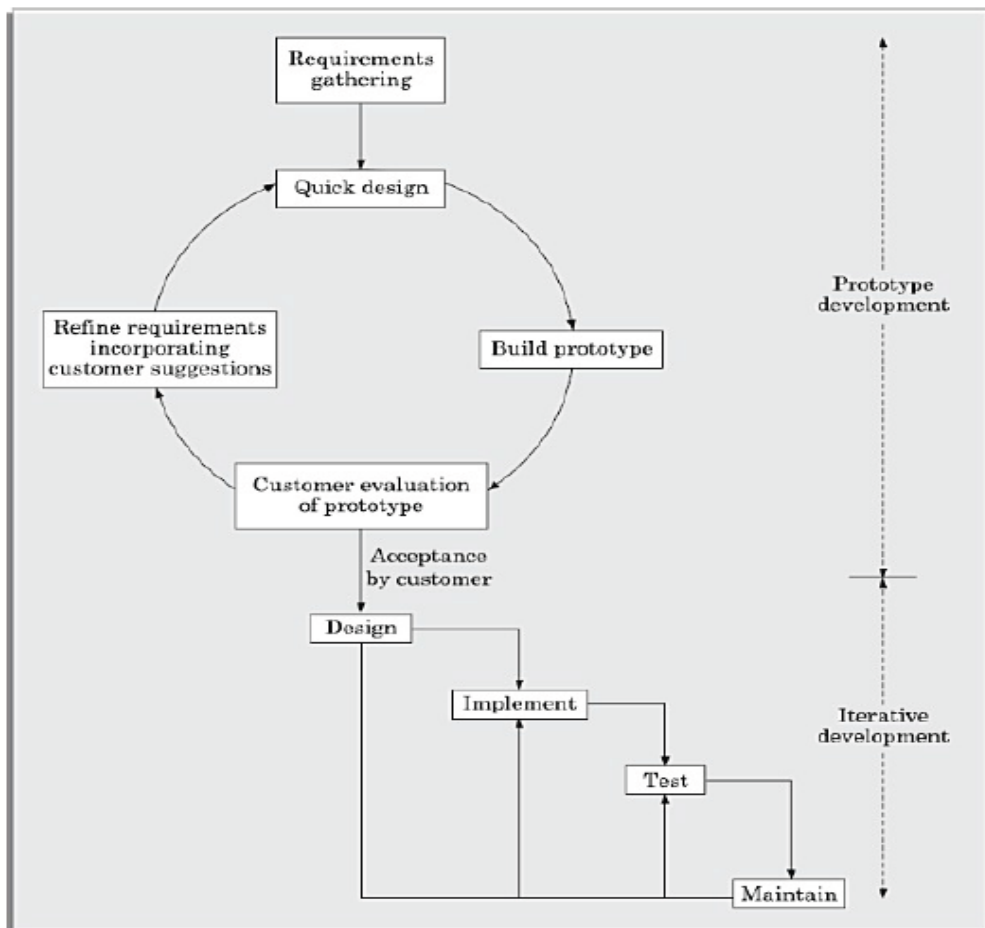 Requirements
gathering
Quick design
Prototype
development
Refine requirements
incorporating
customer suggestions
Build prototype
Customer evaluation
of prototype
Acceptance
by customer
Design
Implement
Iterative
development
Test
Maintain